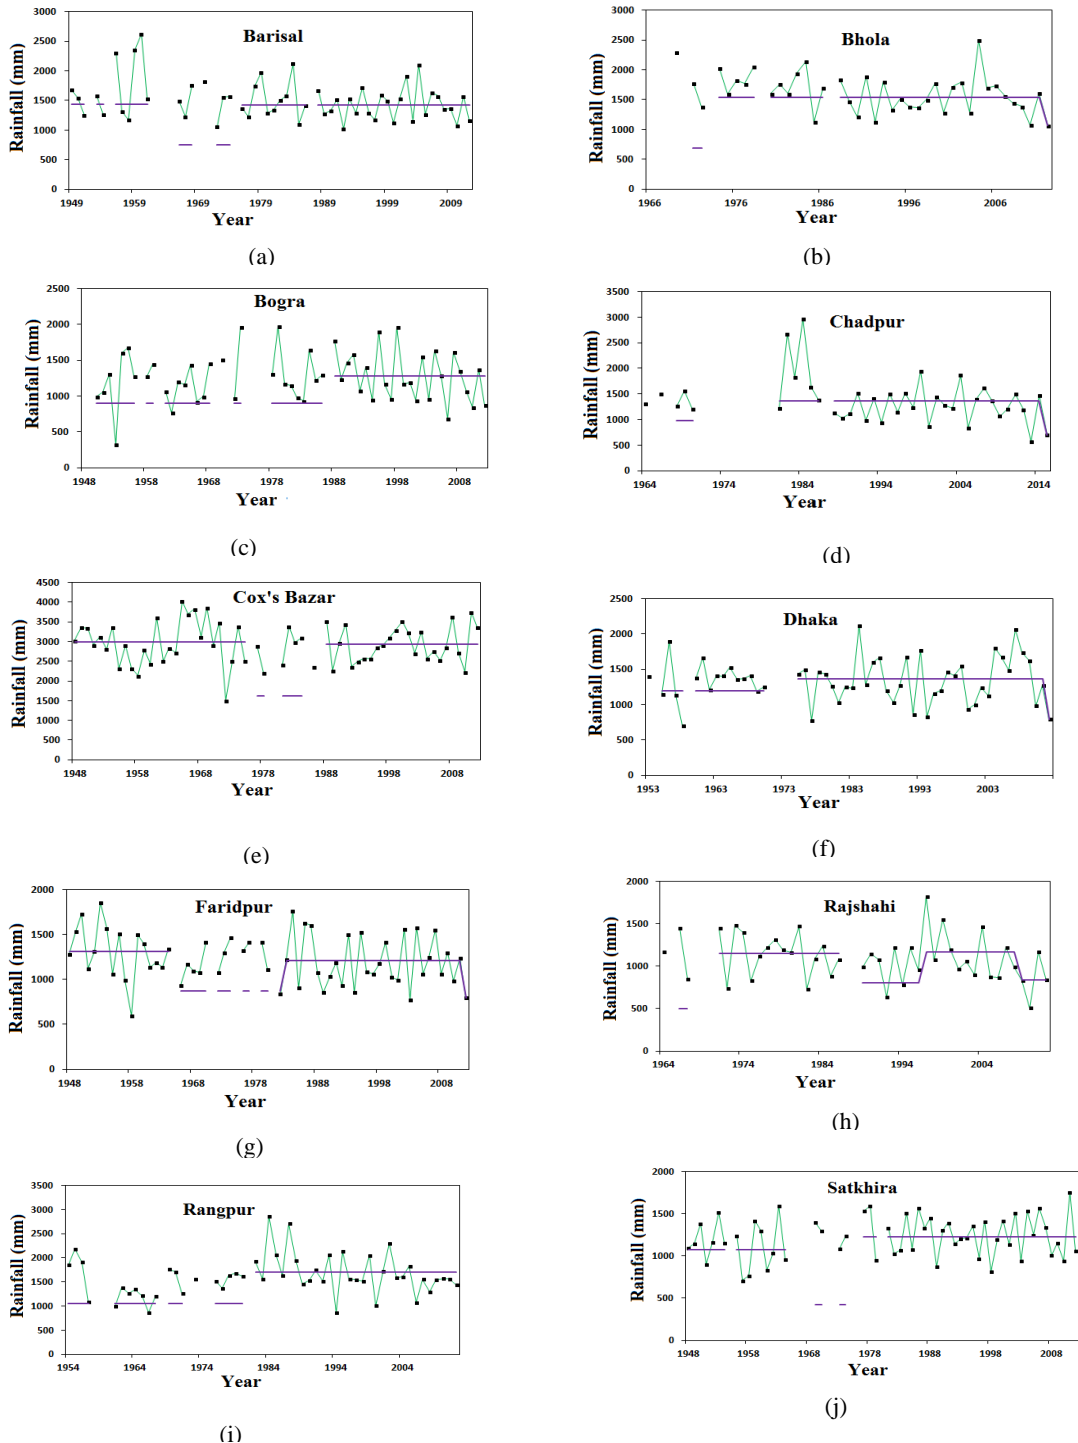 Barisal
Rainfall (mm)
3000
2500
2000
1500
1000
500
0
1949 1959 1969 1979 1989 1999 2009
Year
(a)
Bhola
Rainfall (mm)
3000
2500
2000
1500
1000
500
0
1966 1976 1986 1996 2006
Year
(b)
Bogra
Rainfall (mm)
2500
2000
1500
1000
500
0
1948 1958 1968 1978 1988 1998 2008
Year
(c)
Chadpur
Rainfall (mm)
3500
3000
2500
2000
1500
1000
500
0
1964 1974 1984 1994 2004 2014
Year
(d)
Cox's Bazar
Rainfall (mm)
4500
4000
3500
3000
2500
2000
1500
1000
500
0
1948 1958 1968 1978 1988 1998 2008
Year
(e)
Dhaka
Rainfall (mm)
2500
2000
1500
1000
500
0
1953 1963 1973 1983 1993 2003
Year
(f)
Faridpur
Rainfall (mm)
2000
1500
1000
500
0
1948 1958 1968 1978 1988 1998 2008
Year
(g)
Rajshahi
Rainfall (mm)
2000
1500
1000
500
0
1964 1974 1984 1994 2004
Year
(h)
Rangpur
Rainfall (mm)
3500
3000
2500
2000
1500
1000
500
0
1954 1964 1974 1984 1994 2004
Year
(i)
Satkhira
Rainfall (mm)
2000
1500
1000
500
0
1948 1958 1968 1978 1988 1998 2008
Year
(j)